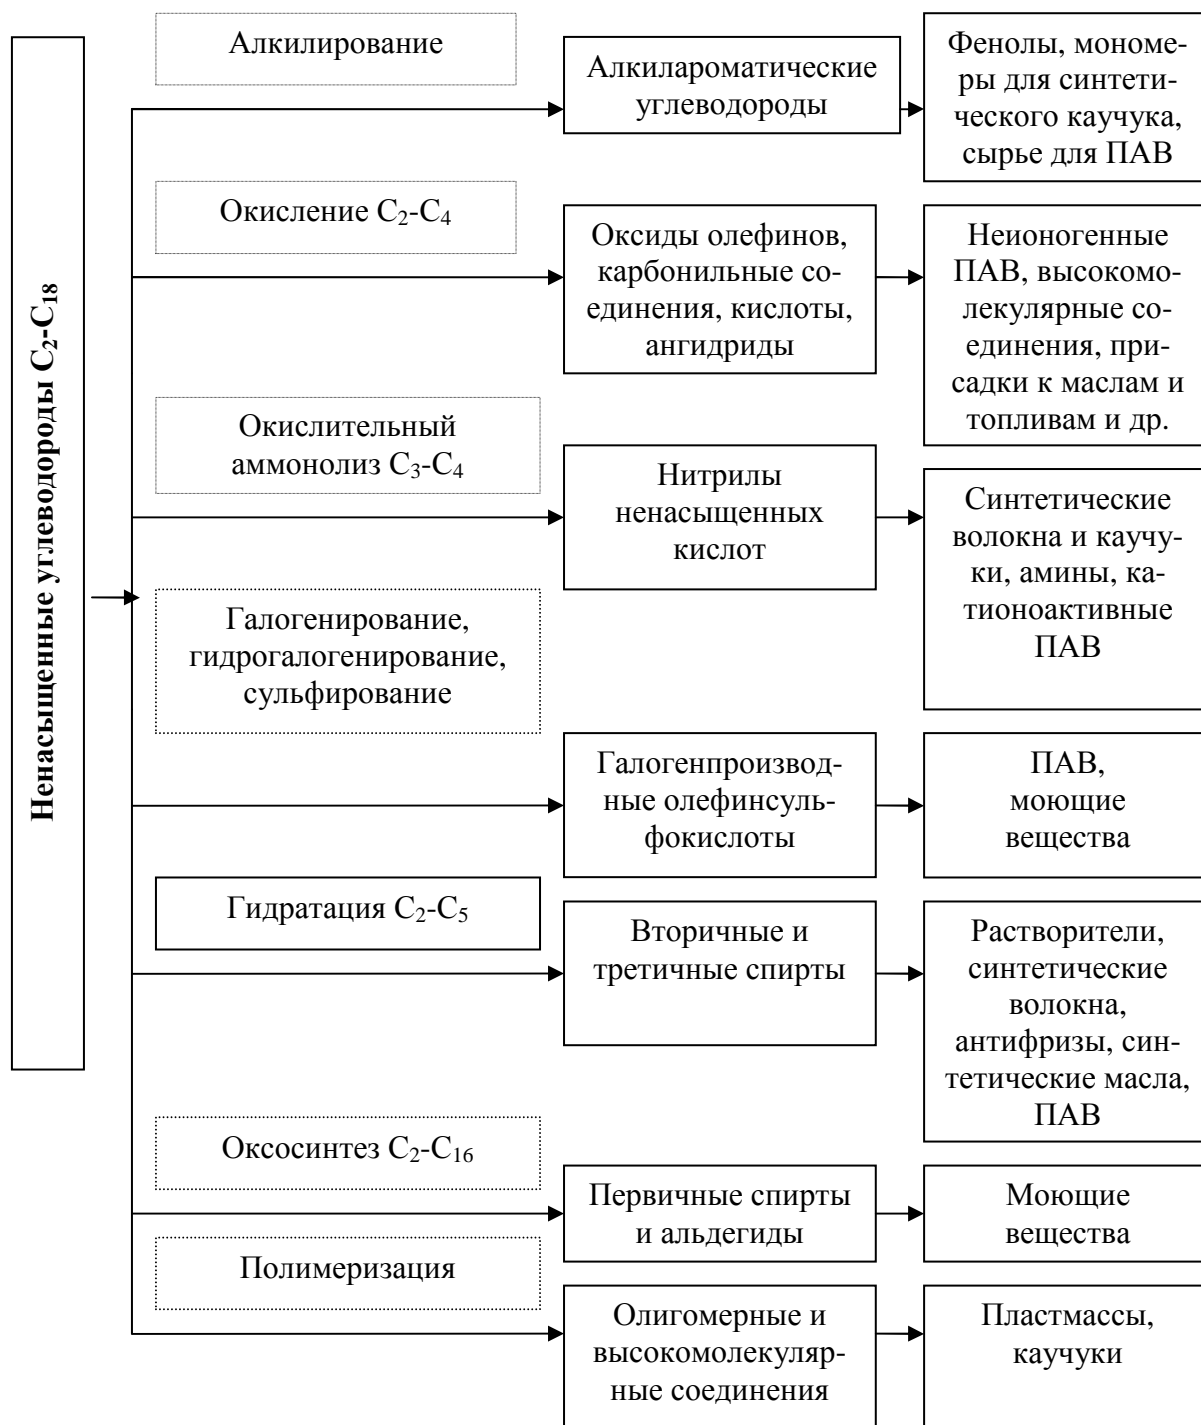 Ненасыщенные углеводороды C₂-C₁₈
Алкилирование
Алкилароматические
углеводороды
Фенолы, мономе-
ры для синтети-
ческого каучука,
сырье для ПАВ
Окисление C₂-C₄
Оксиды олефинов,
карбонильные со-
единения, кислоты,
ангидриды
Неионогенные
ПАВ, высокомо-
лекулярные со-
единения, при-
садки к маслам и
топливам и др.
Окислительный
аммонолиз C₃-C₄
Нитрилы
ненасыщенных
кислот
Синтетические
волокна и каучу-
ки, амины, ка-
тионоактивные
ПАВ
Галогенирование,
гидрогалогенирование,
сульфирование
Галогенпроизвод-
ные олефинсуль-
фокислоты
ПАВ,
моющие
вещества
Гидратация C₂-C₅
Вторичные и
третичные спирты
Растворители,
синтетические
волокна,
антифризы, син-
тетические масла,
ПАВ
Оксосинтез C₂-C₁₆
Первичные спирты
и альдегиды
Моющие
вещества
Полимеризация
Олигомерные и
высокомолекуляр-
ные соединения
Пластмассы,
каучуки